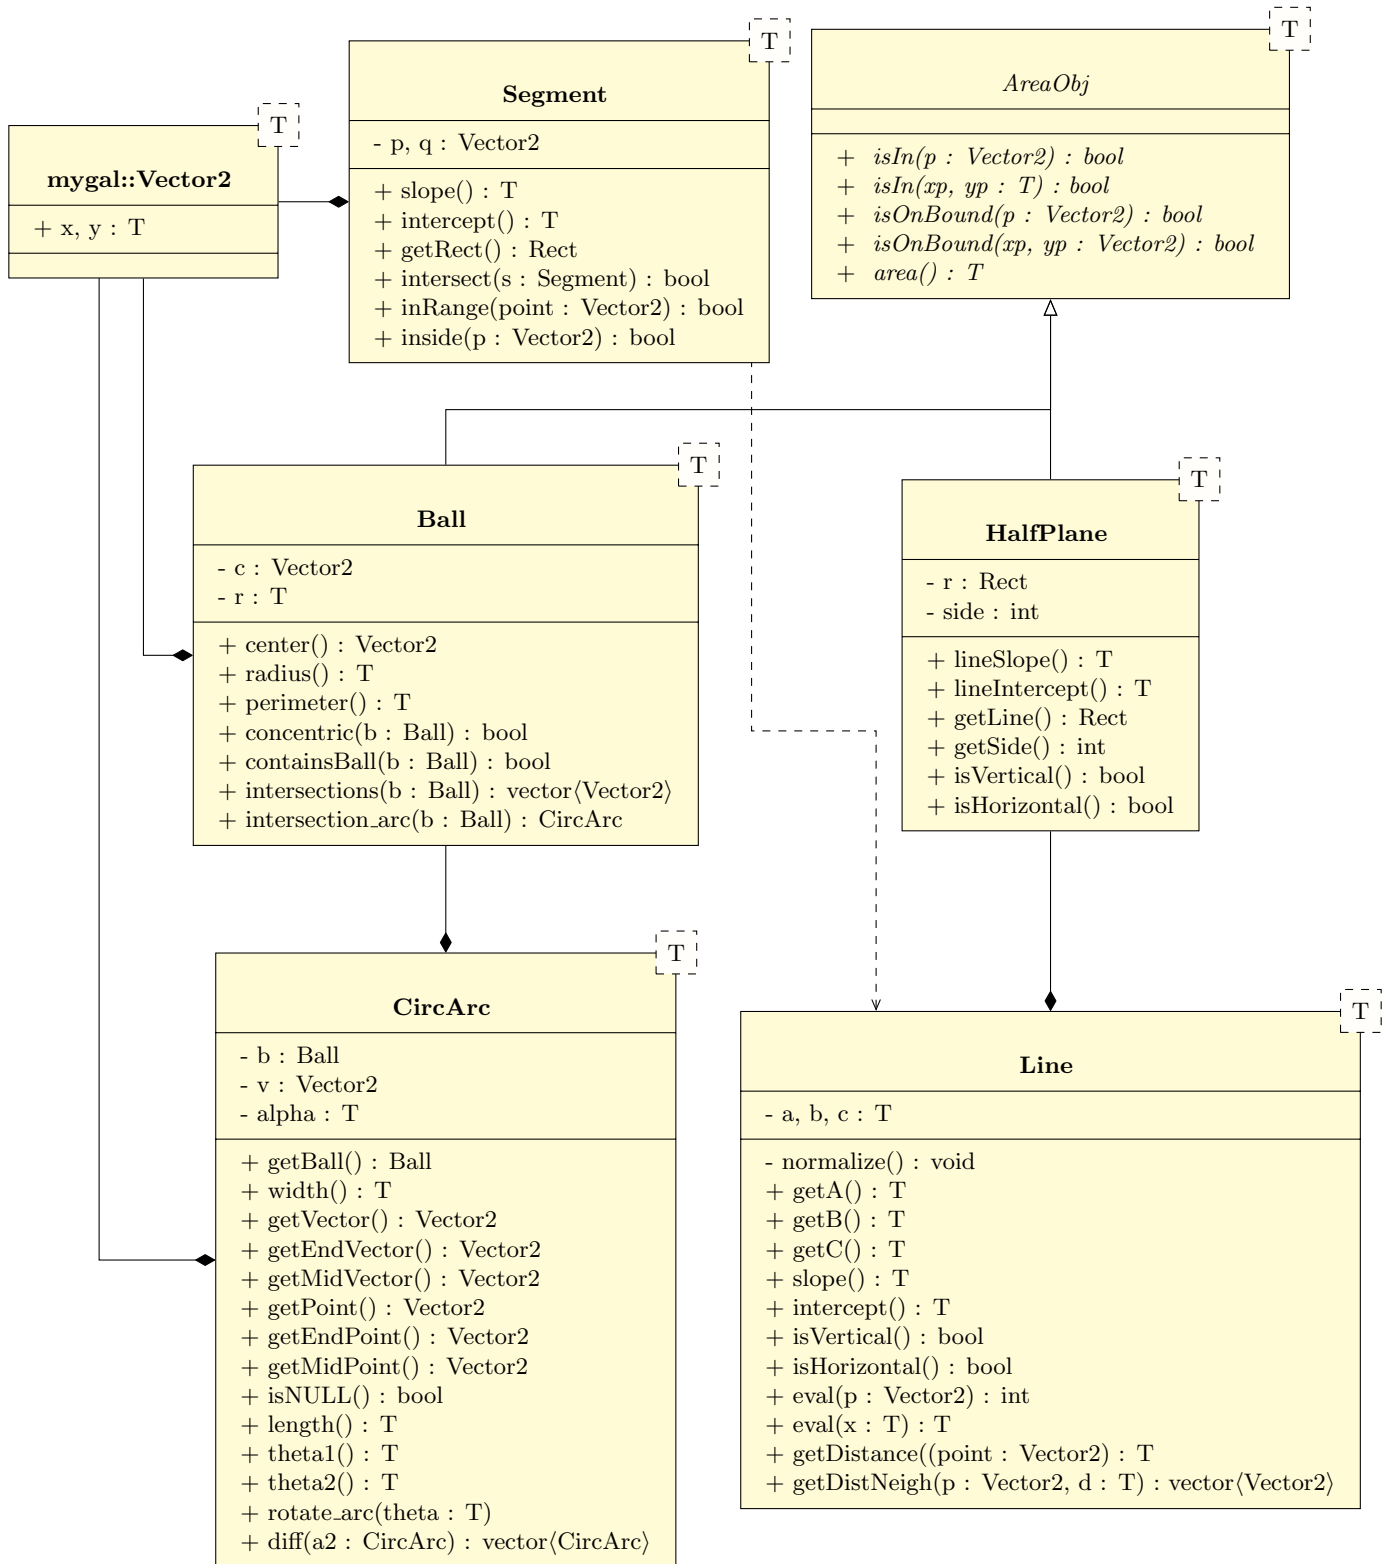 T
Segment
- p, q : Vector2
+ slope() : T
+ intercept() : T
+ getRect() : Rect
+ intersect(s : Segment) : bool
+ inRange(point : Vector2) : bool
+ inside(p : Vector2) : bool
T
AreaObj
+ isIn(p : Vector2) : bool
+ isIn(xp, yp : T) : bool
+ isOnBound(p : Vector2) : bool
+ isOnBound(xp, yp : Vector2) : bool
+ area() : T
T
mygal::Vector2
+ x, y : T
T
Ball
- c : Vector2
- r : T
+ center() : Vector2
+ radius() : T
+ perimeter() : T
+ concentric(b : Ball) : bool
+ containsBall(b : Ball) : bool
+ intersections(b : Ball) : vector⟨Vector2⟩
+ intersection_arc(b : Ball) : CircArc
T
HalfPlane
- r : Rect
- side : int
+ lineSlope() : T
+ lineIntercept() : T
+ getLine() : Rect
+ getSide() : int
+ isVertical() : bool
+ isHorizontal() : bool
T
CircArc
- b : Ball
- v : Vector2
- alpha : T
+ getBall() : Ball
+ width() : T
+ getVector() : Vector2
+ getEndVector() : Vector2
+ getMidVector() : Vector2
+ getPoint() : Vector2
+ getEndPoint() : Vector2
+ getMidPoint() : Vector2
+ isNULL() : bool
+ length() : T
+ theta1() : T
+ theta2() : T
+ rotate_arc(theta : T)
+ diff(a2 : CircArc) : vector⟨CircArc⟩
T
Line
- a, b, c : T
- normalize() : void
+ getA() : T
+ getB() : T
+ getC() : T
+ slope() : T
+ intercept() : T
+ isVertical() : bool
+ isHorizontal() : bool
+ eval(p : Vector2) : int
+ eval(x : T) : T
+ getDistance((point : Vector2) : T
+ getDistNeigh(p : Vector2, d : T) : vector⟨Vector2⟩